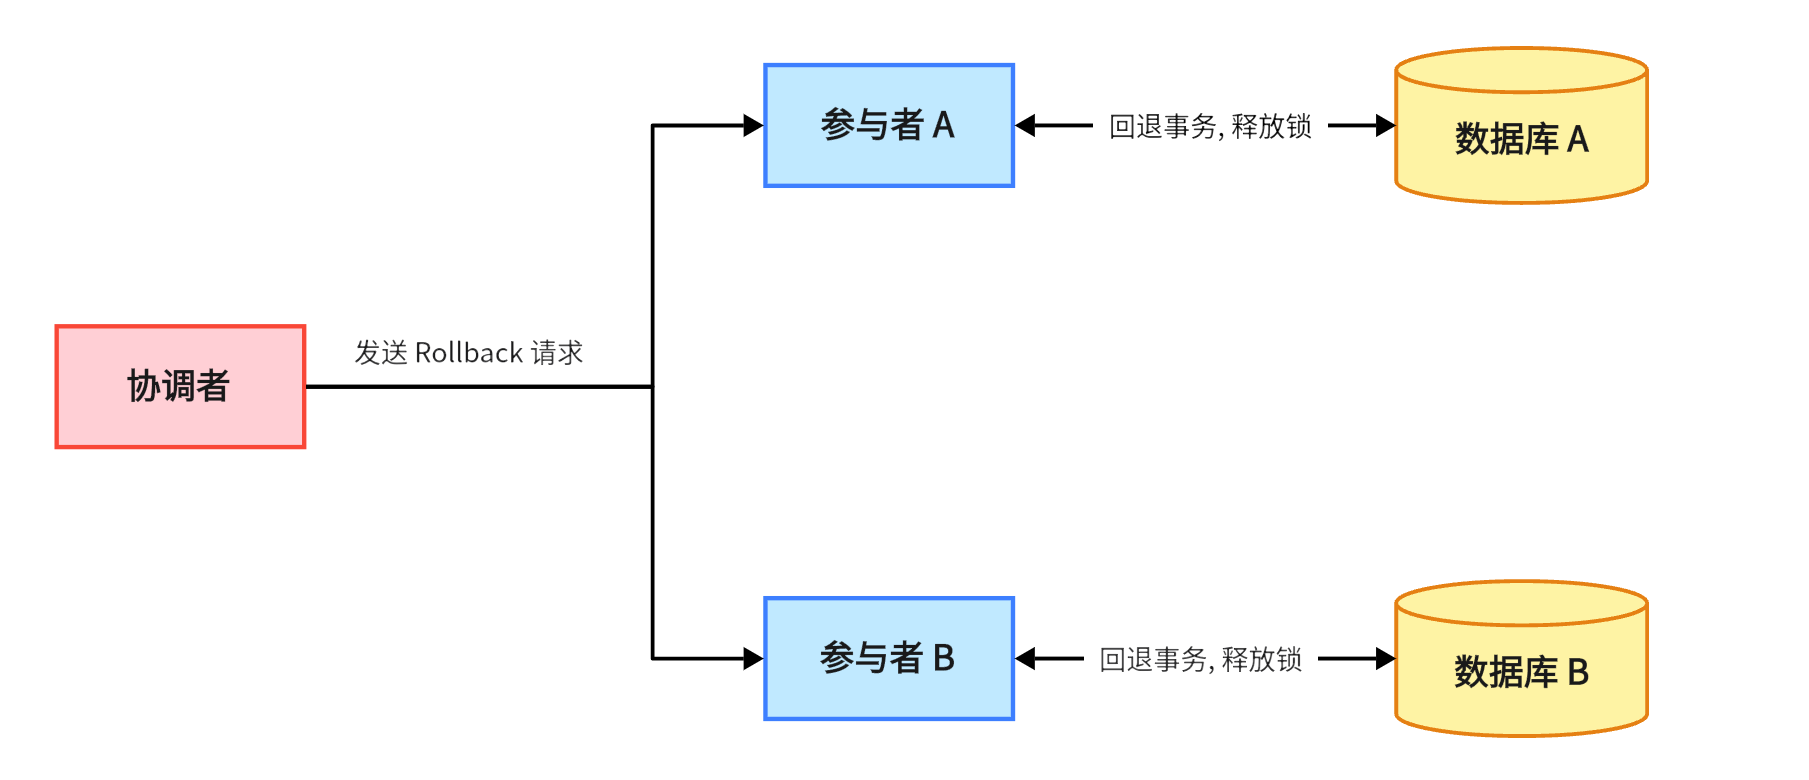 参与者 A
回退事务, 释放锁
数据库 A
协调者
发送 Rollback 请求
参与者 B
回退事务, 释放锁
数据库 B